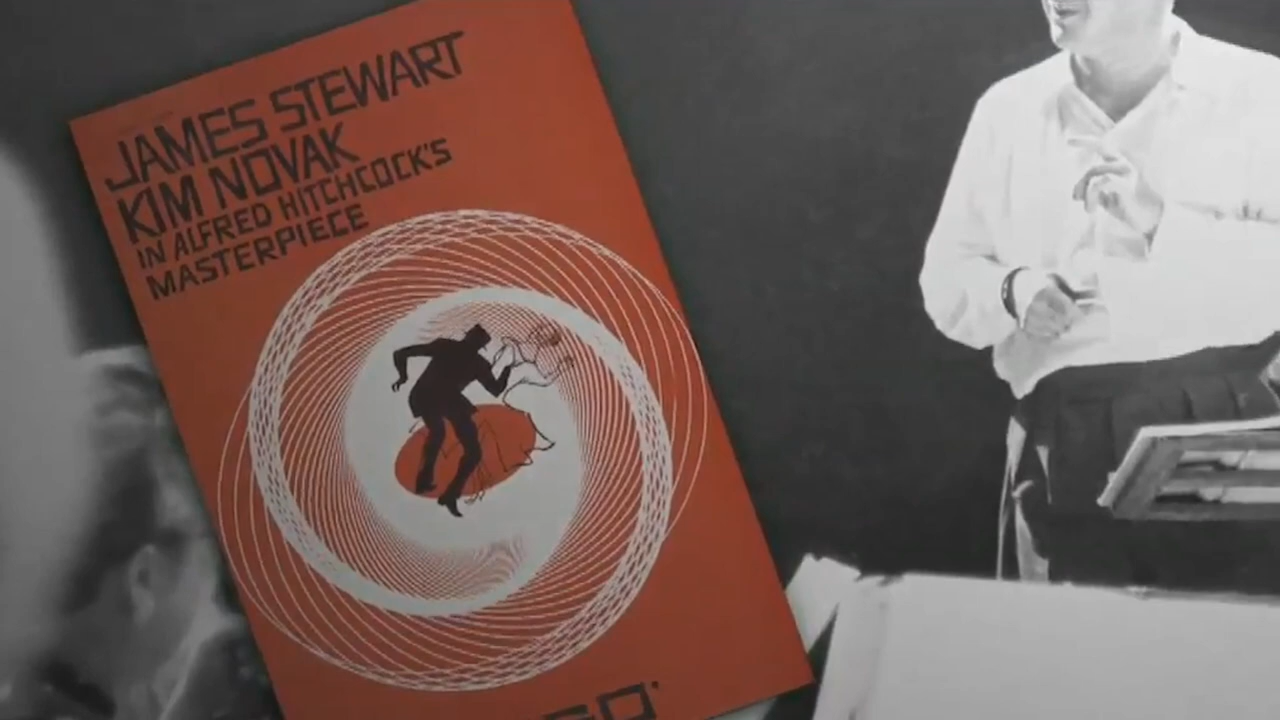 JAMES STEWART
KIM NOVAK
IN ALFRED HITCHCOCK'S
MASTERPIECE